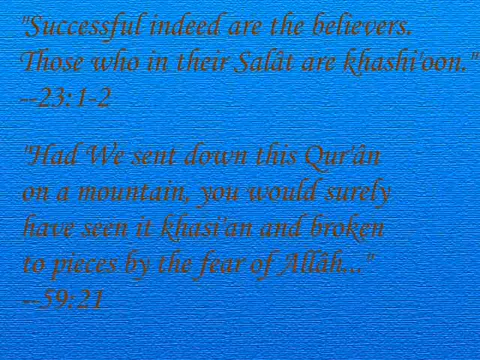 "Successful indeed are the believers.
Those who in their Salât are khashi'oon."
--23:1-2
"Had We sent down this Qur'ân
on a mountain, you would surely
have seen it khasi'an and broken
to pieces by the fear of Allâh..."
--59:21